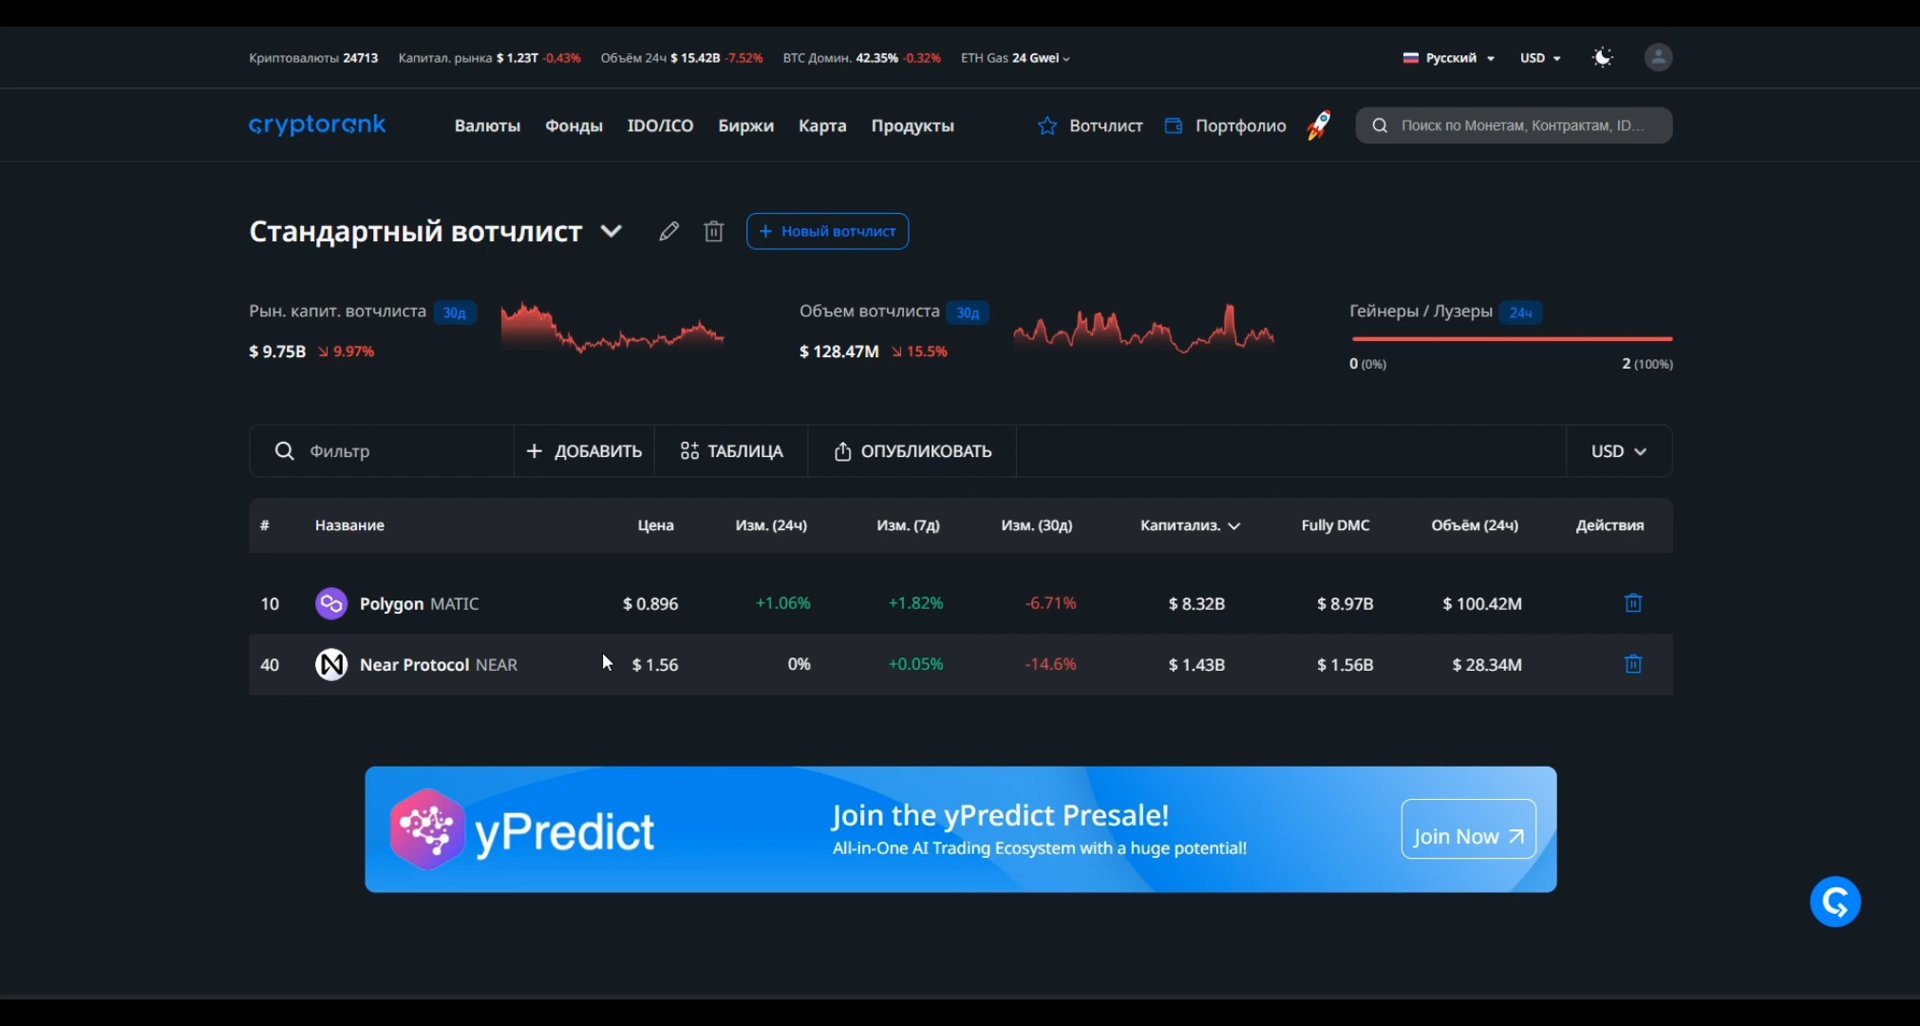 Криптовалюты 24713 Капитал. рынка $ 1.23T -0.43% Объём 24ч $ 15.42B -7.52% BTC Домин. 42.35% -0.32% ETH Gas 24 Gwei Русский USD
cryptorank Валюты Фонды IDO/ICO Биржи Карта Продукты Вотчлист Портфолио Поиск по Монетам, Контрактам, ID...
Стандартный вотчлист + Новый вотчлист
Рын. капит. вотчлиста 30д Объем вотчлиста 30д Гейнеры / Лузеры 24ч
$ 9.75B ↘ 9.97% $ 128.47M ↘ 15.5%
0 (0%) 2 (100%)
Фильтр + ДОБАВИТЬ ТАБЛИЦА ОПУБЛИКОВАТЬ USD
# Название Цена Изм. (24ч) Изм. (7д) Изм. (30д) Капитализ. Fully DMC Объём (24ч) Действия
10 Polygon MATIC $ 0.896 +1.06% +1.82% -6.71% $ 8.32B $ 8.97B $ 100.42M
40 Near Protocol NEAR $ 1.56 0% +0.05% -14.6% $ 1.43B $ 1.56B $ 28.34M
yPredict
Join the yPredict Presale!
All-in-One AI Trading Ecosystem with a huge potential!
Join Now ↗